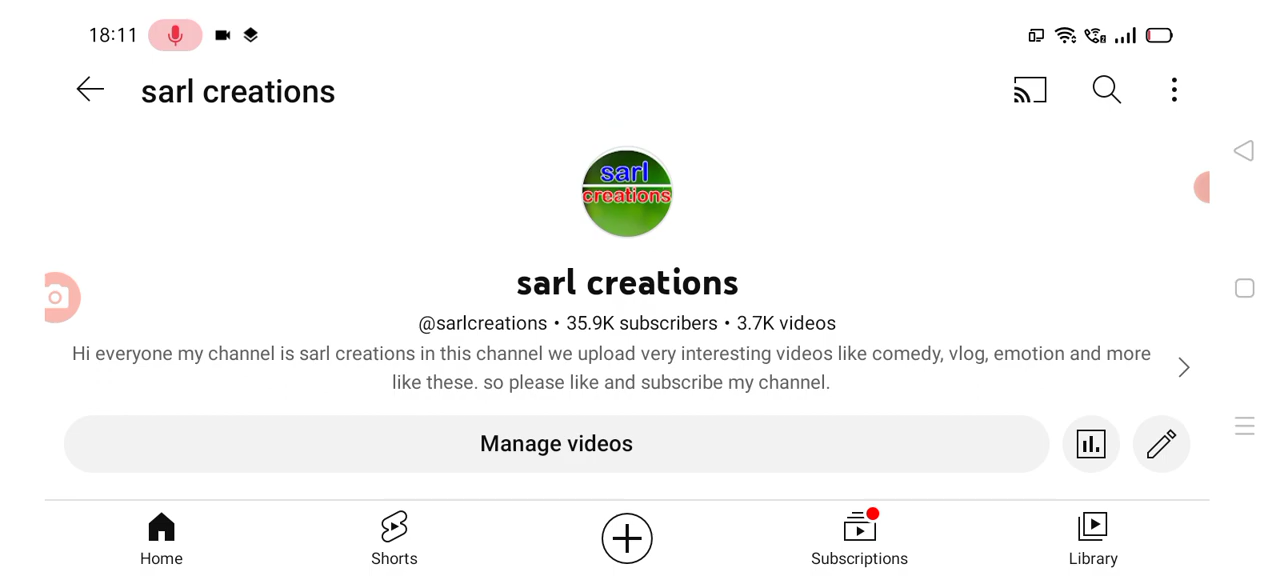 18:11
sarl creations
sarl
creations
sarl creations
@sarlcreations • 35.9K subscribers • 3.7K videos
Hi everyone my channel is sarl creations in this channel we upload very interesting videos like comedy, vlog, emotion and more
like these. so please like and subscribe my channel.
Manage videos
Home
Shorts
Subscriptions
Library